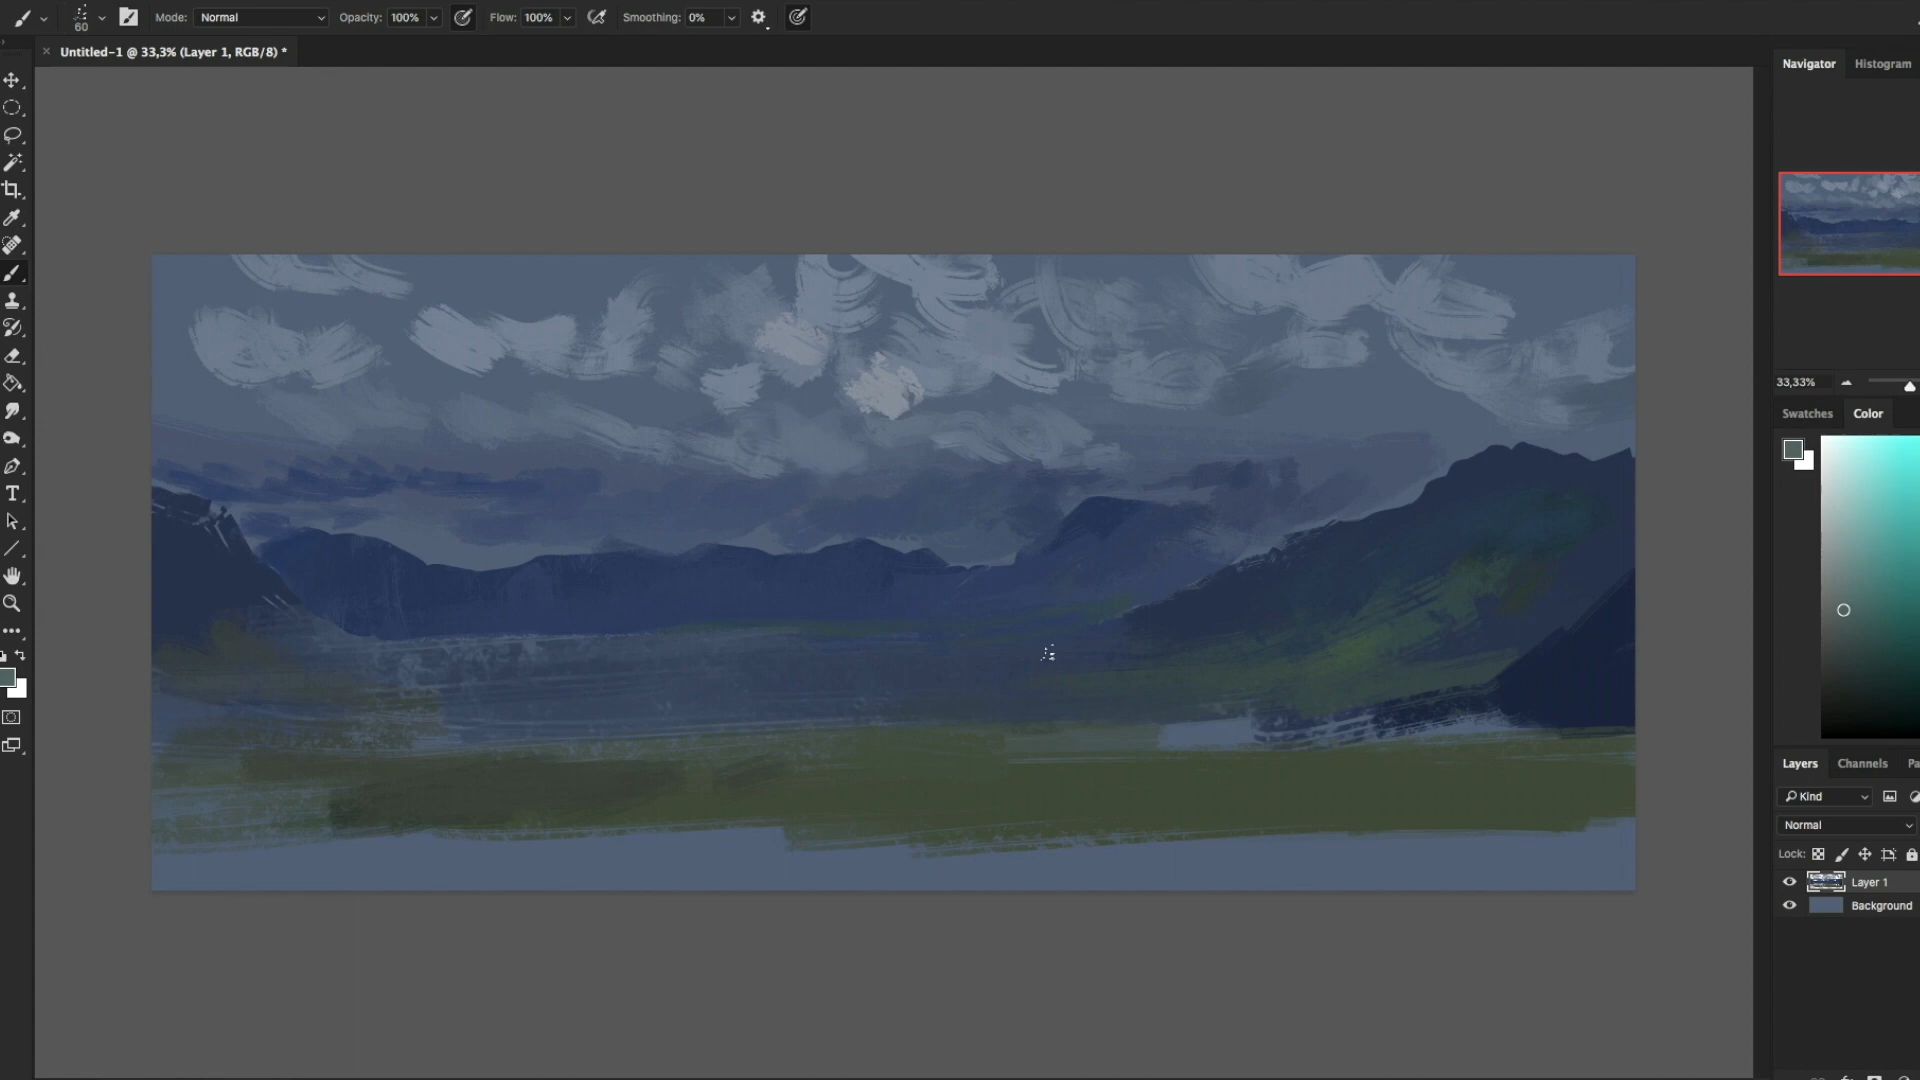 Mode: Normal Opacity: 100% Flow: 100% Smoothing: 0%
60
Untitled-1 @ 33,3% (Layer 1, RGB/8) *
Navigator Histogram
33,33%
Swatches Color
Layers Channels Pa
Kind
Normal
Lock:
Layer 1
Background